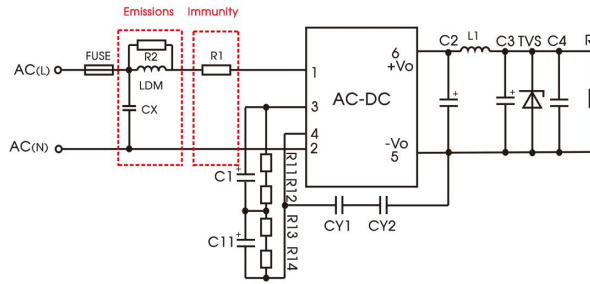 Emissions Immunity
FUSE
R2
LDM
CX
R1
AC(L)
AC(N)
1
3
4
2
AC-DC
6
+Vo
-Vo
5
C2
L1
C3
TVS
C4
R
C1
C11
R11
R12
R13
R14
CY1
CY2